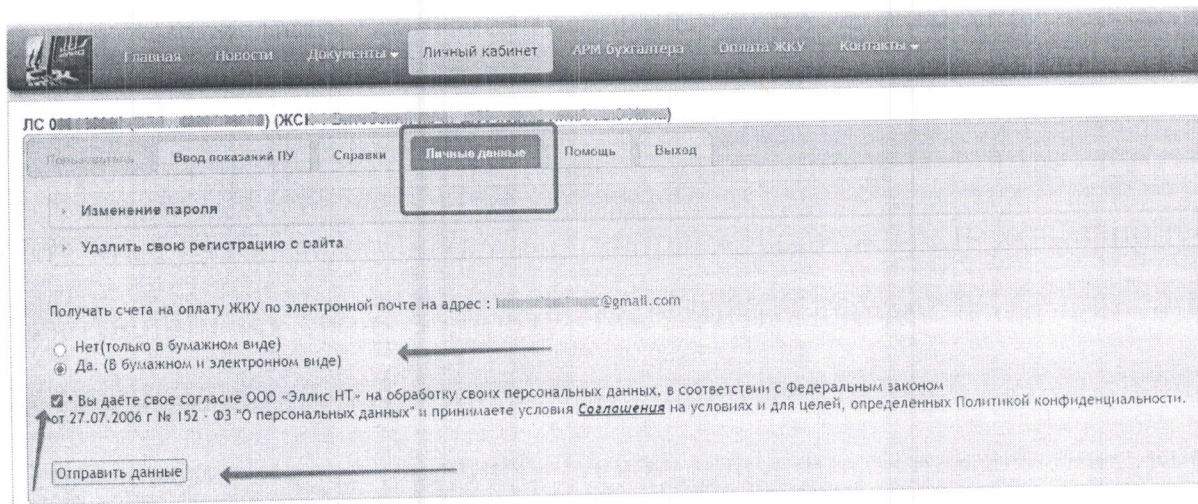 Главная Новости Документы Личный кабинет АРМ бухгалтера Оплата ЖКУ Контакты
ЛС ) (ЖСК )
Пользователь Ввод показаний ПУ Справки Личные данные Помощь Выход
Изменение пароля
Удалить свою регистрацию с сайта
Получать счета на оплату ЖКУ по электронной почте на адрес : @gmail.com
Нет(только в бумажном виде)
Да. (В бумажном и электронном виде)
* Вы даёте свое согласие ООО «Эллис НТ» на обработку своих персональных данных, в соответствии с Федеральным законом
от 27.07.2006 г № 152 - ФЗ "О персональных данных" и принимаете условия Соглашения на условиях и для целей, определенных Политикой конфиденциальности.
Отправить данные